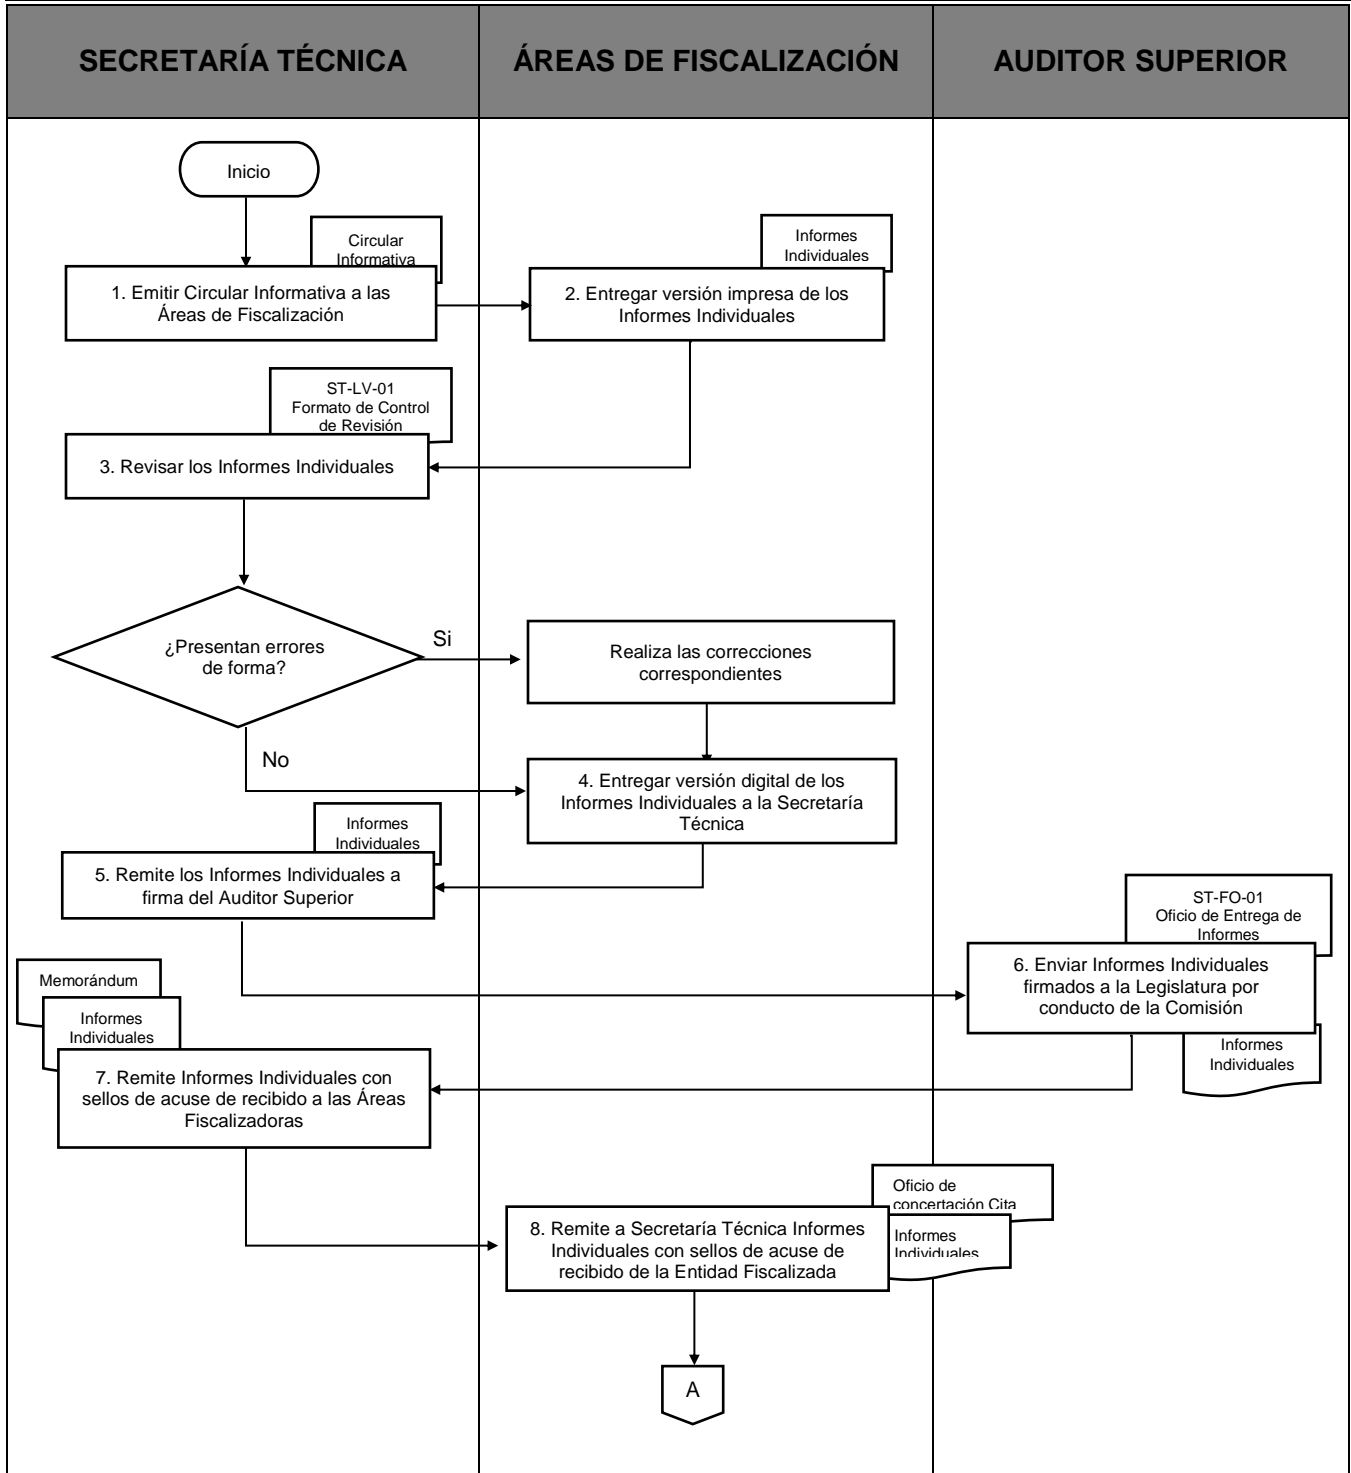 SECRETARÍA TÉCNICA
ÁREAS DE FISCALIZACIÓN
AUDITOR SUPERIOR
Inicio
Circular
Informativa
1. Emitir Circular Informativa a las
Áreas de Fiscalización
Informes
Individuales
2. Entregar versión impresa de los
Informes Individuales
ST-LV-01
Formato de Control
de Revisión
3. Revisar los Informes Individuales
¿Presentan errores
de forma?
Si
Realiza las correcciones
correspondientes
No
4. Entregar versión digital de los
Informes Individuales a la Secretaría
Técnica
Informes
Individuales
5. Remite los Informes Individuales a
firma del Auditor Superior
ST-FO-01
Oficio de Entrega de
Informes
6. Enviar Informes Individuales
firmados a la Legislatura por
conducto de la Comisión
Informes
Individuales
Memorándum
Informes
Individuales
7. Remite Informes Individuales con
sellos de acuse de recibido a las Áreas
Fiscalizadoras
Oficio de
concertación Cita
Informes
Individuales
8. Remite a Secretaría Técnica Informes
Individuales con sellos de acuse de
recibido de la Entidad Fiscalizada
A